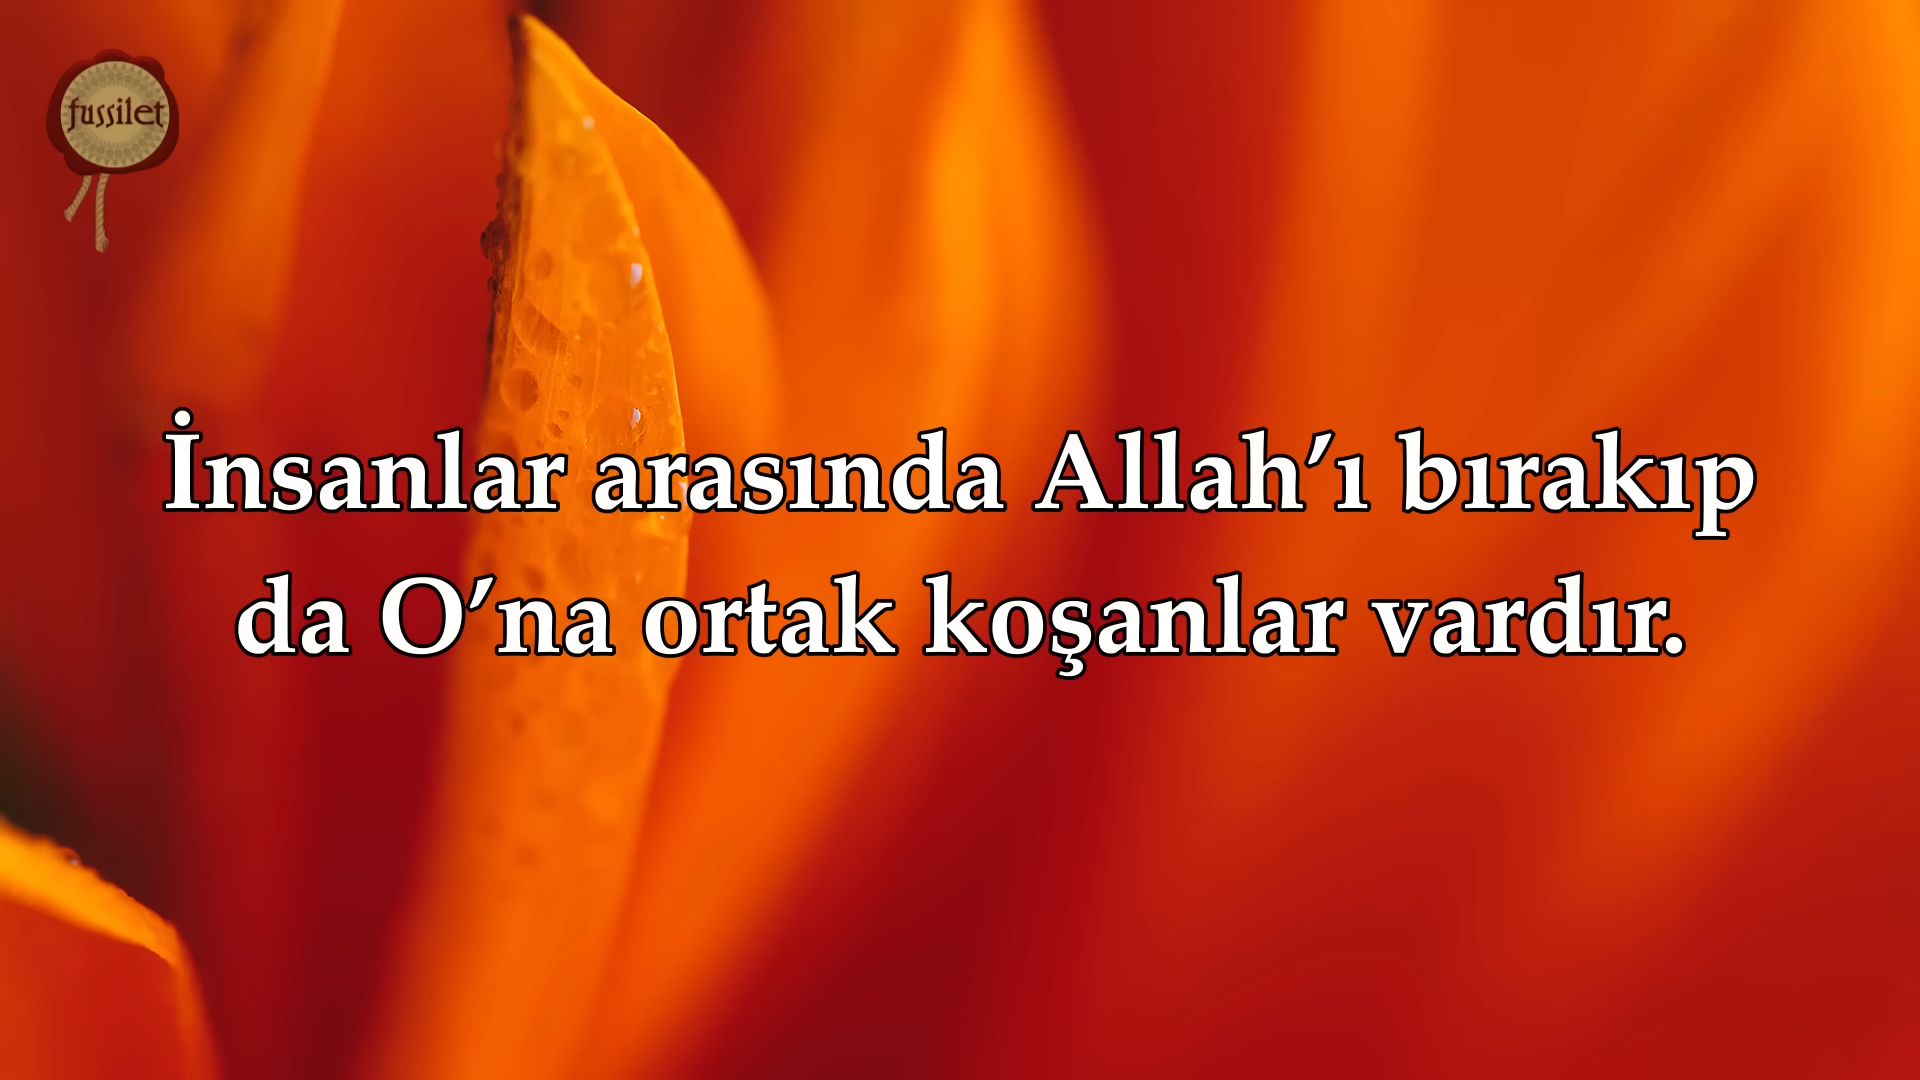 fussilet
İnsanlar arasında Allah’ı bırakıp
da O’na ortak koşanlar vardır.